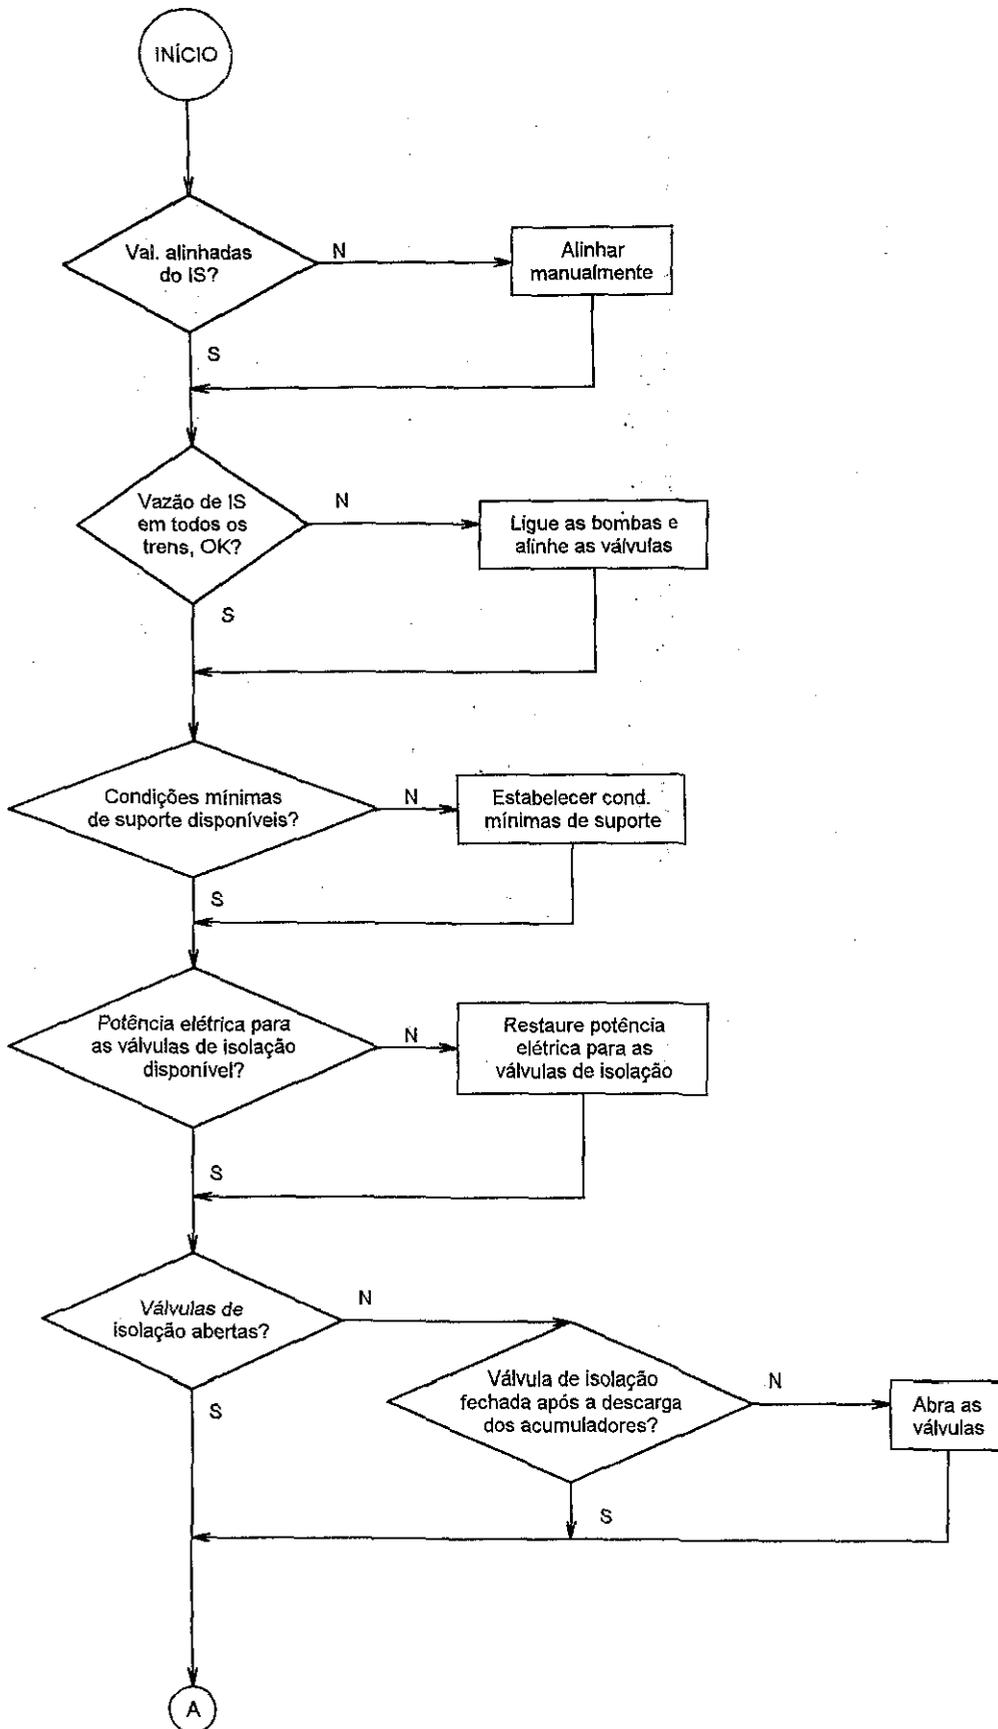 INÍCIO
Val. alinhadas
do IS?
N
Alinhar
manualmente
S
Vazão de IS
em todos os
trens, OK?
N
Ligue as bombas e
alinhe as válvulas
S
Condições mínimas
de suporte disponíveis?
N
Estabelecer cond.
mínimas de suporte
S
Potência elétrica para
as válvulas de isolação
disponível?
N
Restaure potência
elétrica para as
válvulas de isolação
S
Válvulas de
isolação abertas?
N
S
Válvula de isolação
fechada após a descarga
dos acumuladores?
N
Abra as
válvulas
S
A